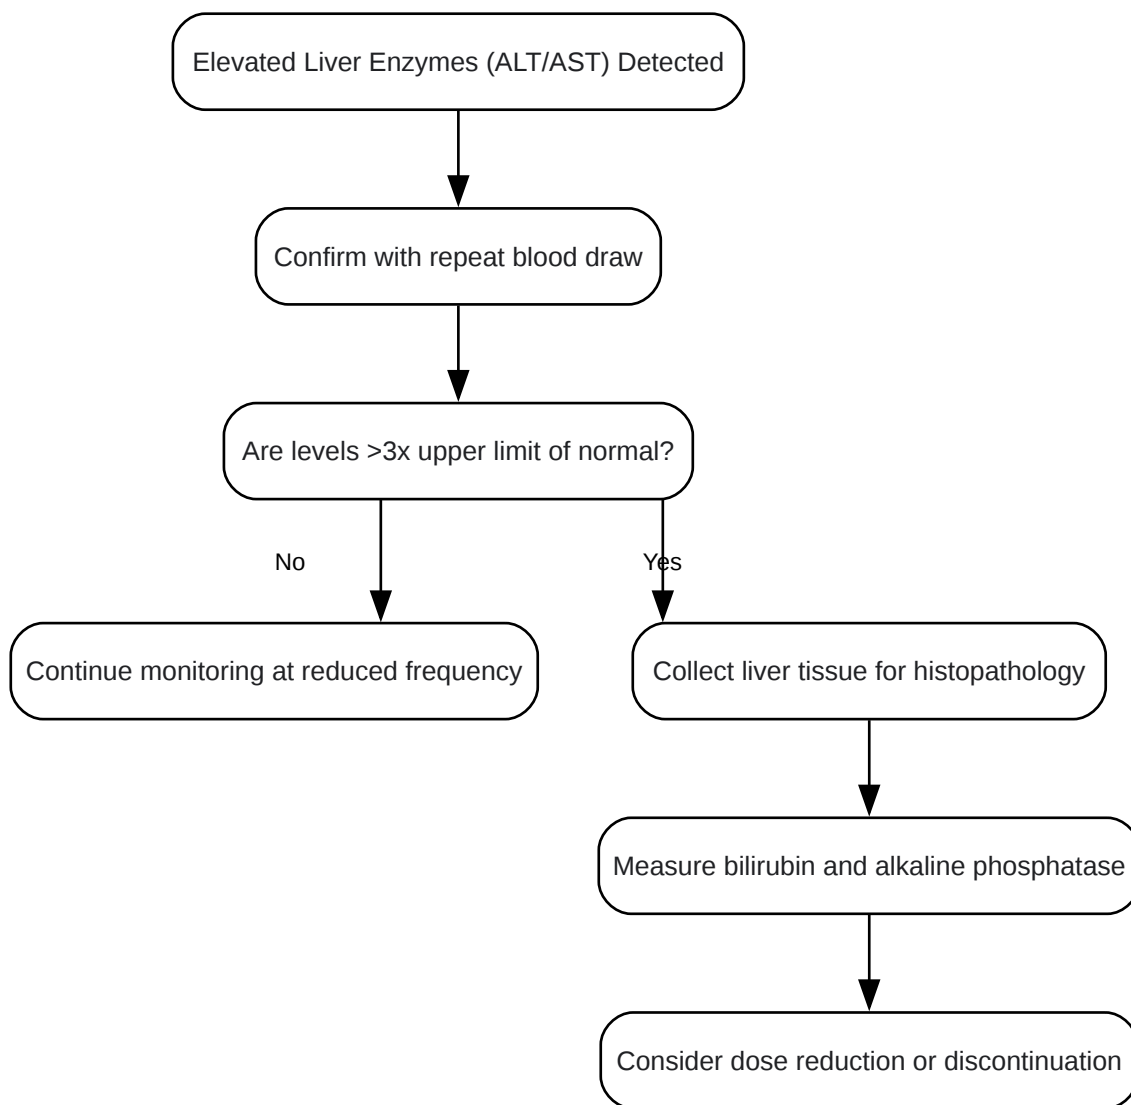 Elevated Liver Enzymes (ALT/AST) Detected
Confirm with repeat blood draw
Are levels >3x upper limit of normal?
No
Yes
Continue monitoring at reduced frequency
Collect liver tissue for histopathology
Measure bilirubin and alkaline phosphatase
Consider dose reduction or discontinuation